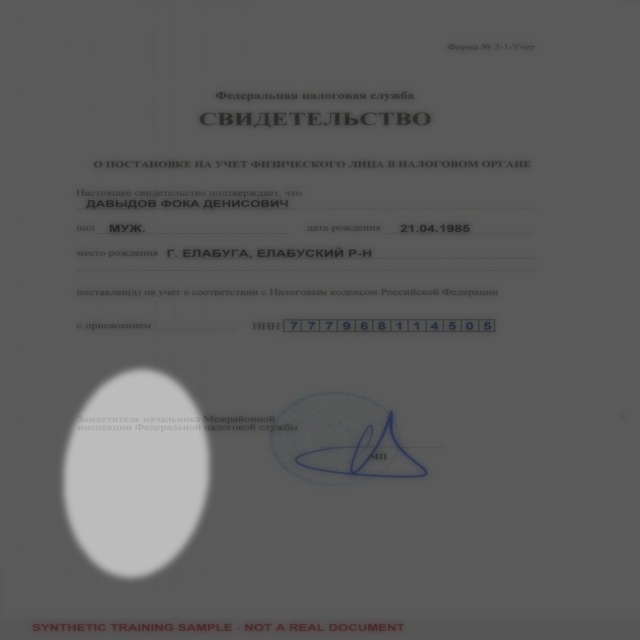 Форма № 2-1-Учет
Федеральная налоговая служба
СВИДЕТЕЛЬСТВО
О ПОСТАНОВКЕ НА УЧЕТ ФИЗИЧЕСКОГО ЛИЦА В НАЛОГОВОМ ОРГАНЕ
Настоящее свидетельство подтверждает, что
ДАВЫДОВ ФОКА ДЕНИСОВИЧ
пол МУЖ. дата рождения 21.04.1985
место рождения Г. ЕЛАБУГА, ЕЛАБУСКИЙ Р-Н
поставлен(а) на учет в соответствии с Налоговым кодексом Российской Федерации
с присвоением ИНН 777968114505
Заместитель начальника Межрайонной
инспекции Федеральной налоговой службы
МП
SYNTHETIC TRAINING SAMPLE - NOT A REAL DOCUMENT